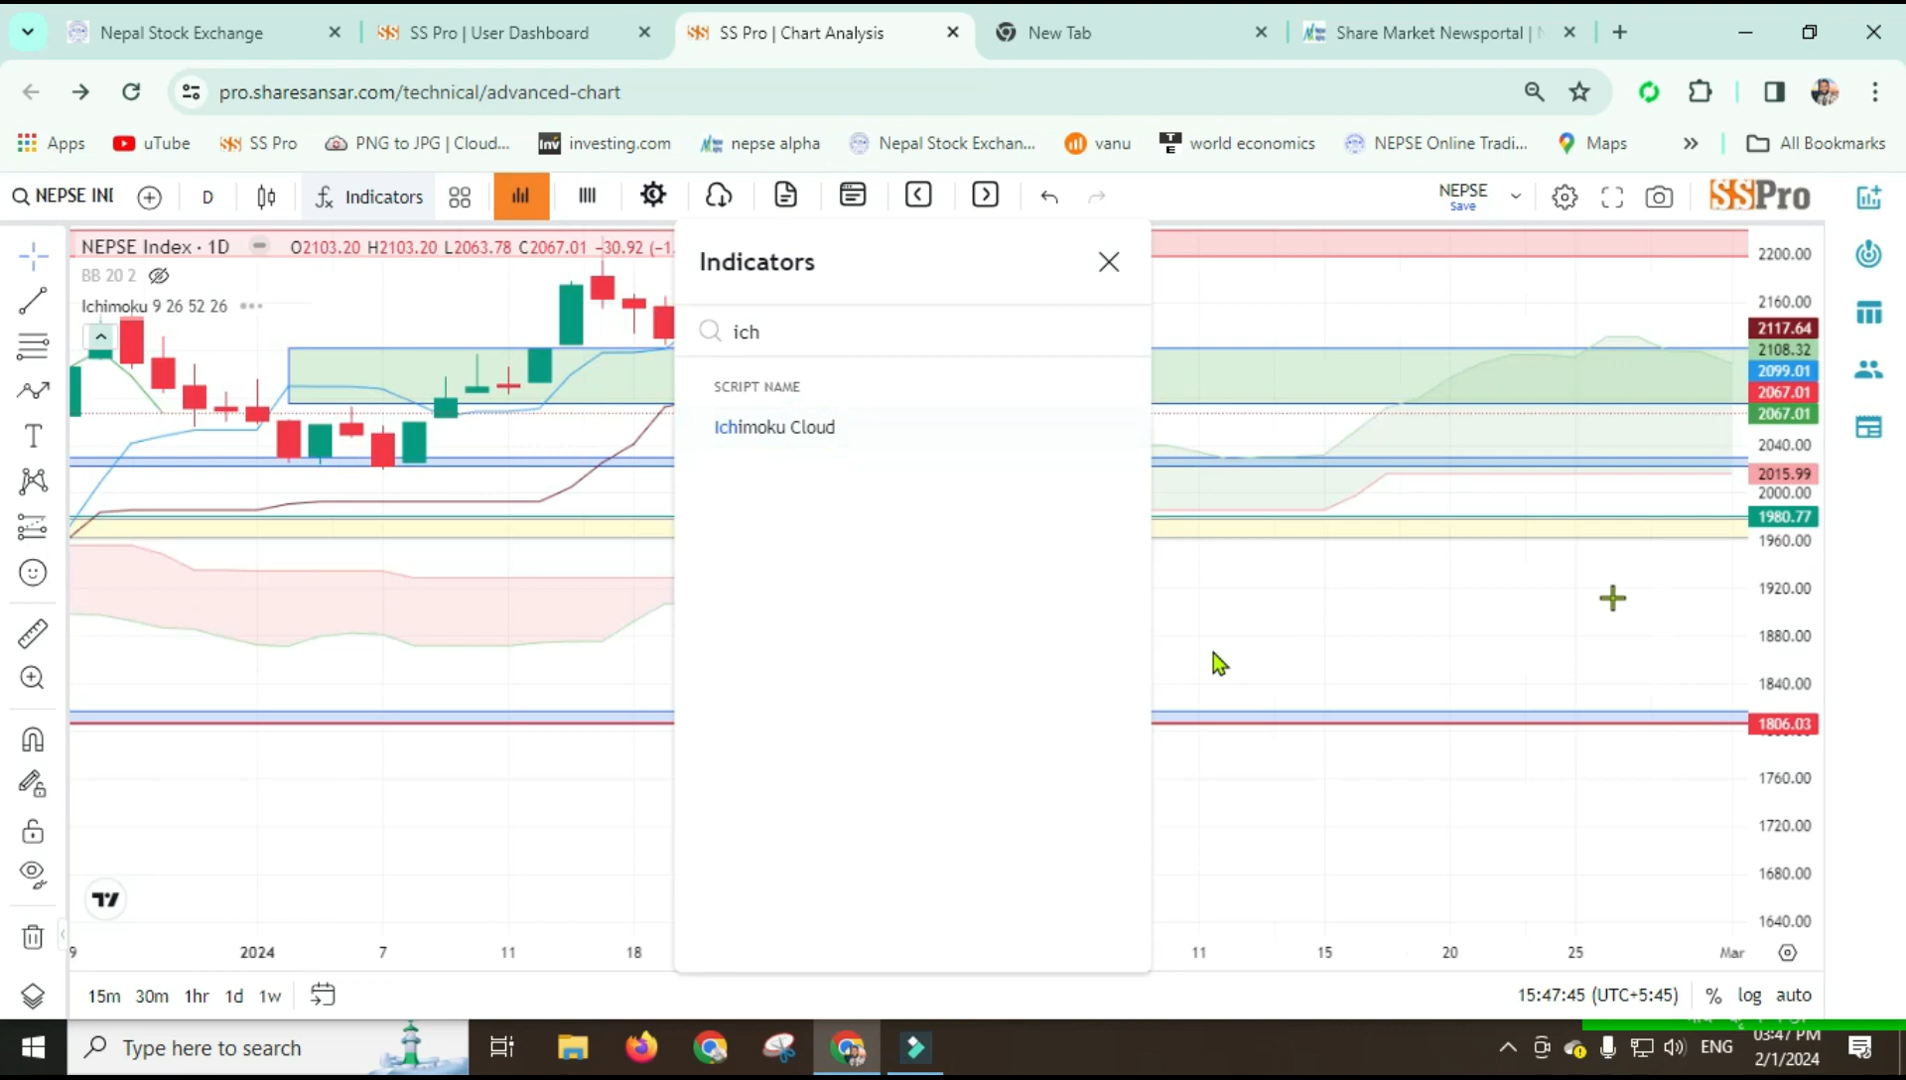 Nepal Stock Exchange
SS Pro | User Dashboard
SS Pro | Chart Analysis
New Tab
Share Market Newsportal |
pro.sharesansar.com/technical/advanced-chart
Apps
uTube
SS Pro
PNG to JPG | Cloud...
Inv
investing.com
nepse alpha
Nepal Stock Exchan...
vanu
T
E
world economics
NEPSE Online Tradi...
Maps
All Bookmarks
NEPSE INI
D
Indicators
NEPSE
Save
SSPro
NEPSE Index · 1D
O2103.20 H2103.20 L2063.78 C2067.01 −30.92 (−1.
BB 20 2
Ichimoku 9 26 52 26
Indicators
ich
SCRIPT NAME
Ichimoku Cloud
2200.00
2160.00
2117.64
2108.32
2099.01
2067.01
2067.01
2040.00
2015.99
2000.00
1980.77
1960.00
1920.00
1880.00
1840.00
1806.03
1760.00
1720.00
1680.00
1640.00
9
2024
7
11
18
11
15
20
25
Mar
15m
30m
1hr
1d
1w
15:47:45 (UTC+5:45)
%
log
auto
Type here to search
ENG
03:47 PM
2/1/2024